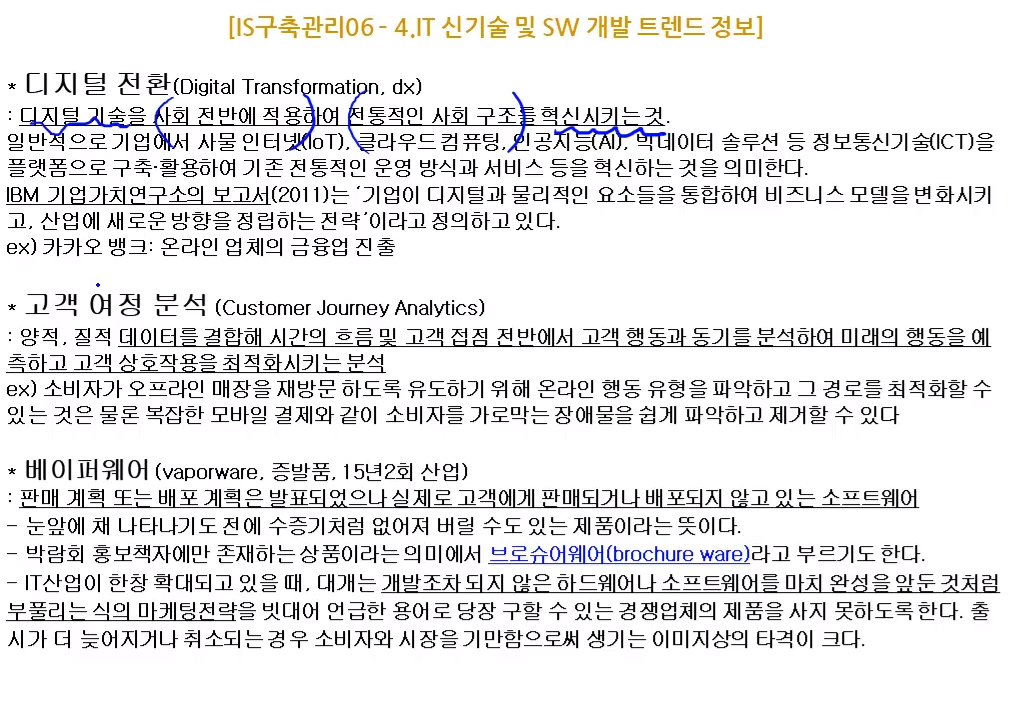 [IS구축관리06 - 4.IT 신기술 및 SW 개발 트렌드 정보]
* 디지털 전환(Digital Transformation, dx)
: 디지털 기술을 사회 전반에 적용하여 전통적인 사회 구조를 혁신시키는 것.
일반적으로 기업에서 사물 인터넷(IoT), 클라우드 컴퓨팅, 인공지능(AI), 빅데이터 솔루션 등 정보통신기술(ICT)을
플랫폼으로 구축·활용하여 기존 전통적인 운영 방식과 서비스 등을 혁신하는 것을 의미한다.
IBM 기업가치연구소의 보고서(2011)는 ‘기업이 디지털과 물리적인 요소들을 통합하여 비즈니스 모델을 변화시키
고, 산업에 새로운 방향을 정립하는 전략’이라고 정의하고 있다.
ex) 카카오 뱅크: 온라인 업체의 금융업 진출
* 고객 여정 분석 (Customer Journey Analytics)
: 양적, 질적 데이터를 결합해 시간의 흐름 및 고객 접점 전반에서 고객 행동과 동기를 분석하여 미래의 행동을 예
측하고 고객 상호작용을 최적화시키는 분석
ex) 소비자가 오프라인 매장을 재방문 하도록 유도하기 위해 온라인 행동 유형을 파악하고 그 경로를 최적화할 수
있는 것은 물론 복잡한 모바일 결제와 같이 소비자를 가로막는 장애물을 쉽게 파악하고 제거할 수 있다
* 베이퍼웨어 (vaporware, 증발품, 15년2회 산업)
: 판매 계획 또는 배포 계획은 발표되었으나 실제로 고객에게 판매되거나 배포되지 않고 있는 소프트웨어
- 눈앞에 채 나타나기도 전에 수증기처럼 없어져 버릴 수도 있는 제품이라는 뜻이다.
- 박람회 홍보책자에만 존재하는 상품이라는 의미에서 브로슈어웨어(brochure ware)라고 부르기도 한다.
- IT산업이 한창 확대되고 있을 때, 대개는 개발조차 되지 않은 하드웨어나 소프트웨어를 마치 완성을 앞둔 것처럼
부풀리는 식의 마케팅전략을 빗대어 언급한 용어로 당장 구할 수 있는 경쟁업체의 제품을 사지 못하도록 한다. 출
시가 더 늦어지거나 취소되는 경우 소비자와 시장을 기만함으로써 생기는 이미지상의 타격이 크다.